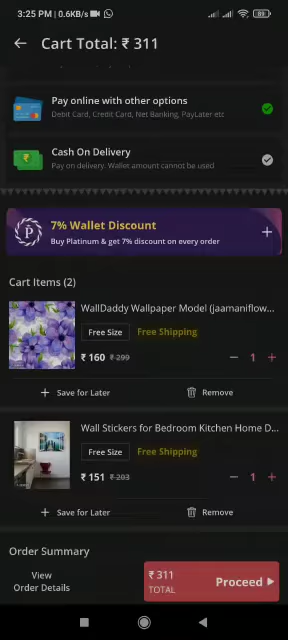 3:25 PM | 0.6KB/s
89
Cart Total: ₹ 311
Pay online with other options
Debit Card, Credit Card, Net Banking, PayLater etc
Cash On Delivery
Pay on delivery. Wallet amount cannot be used
P
7% Wallet Discount
Buy Platinum & get 7% discount on every order
Cart Items (2)
WallDaddy Wallpaper Model (jaamaniflow...
Free Size Free Shipping
₹ 160 ₹ 299
1
Save for Later
Remove
Wall Stickers for Bedroom Kitchen Home D...
Free Size Free Shipping
₹ 151 ₹ 203
1
Save for Later
Remove
Order Summary
View
Order Details
₹ 311
TOTAL
Proceed